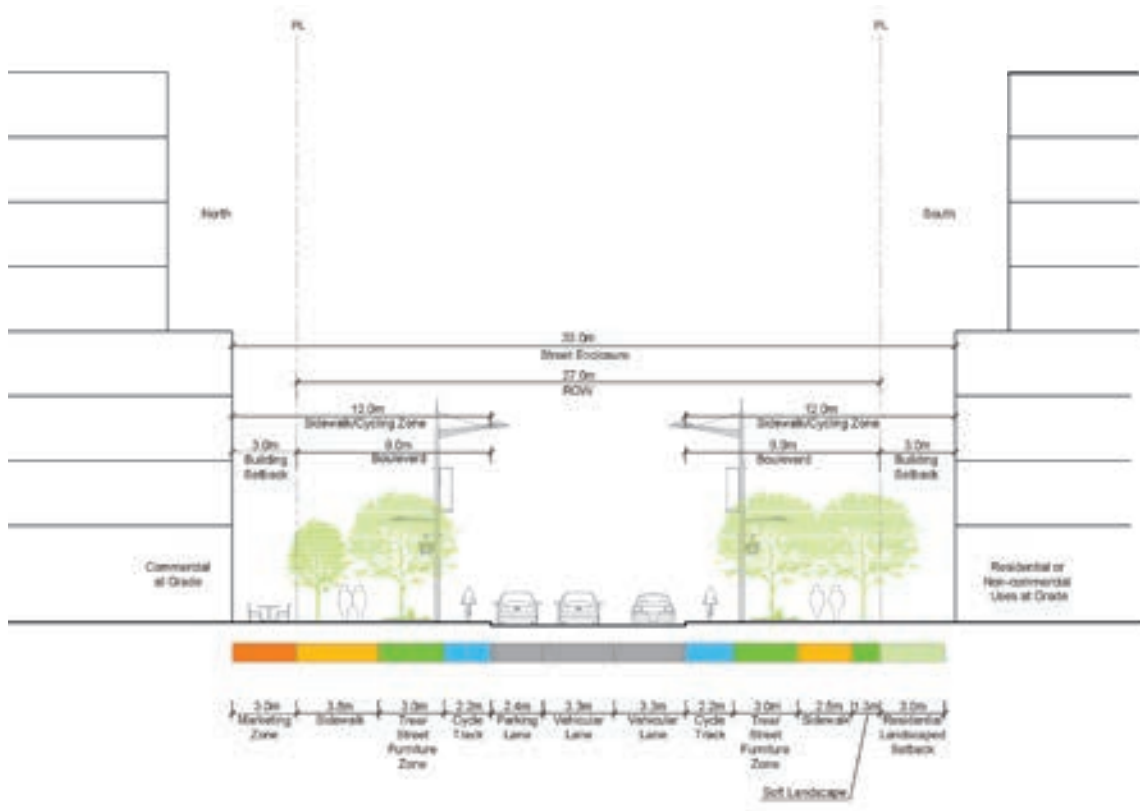 PL
PL
North
South
33.0m
Street Enclosure
27.0m
ROW
12.0m
Sidewalk/Cycling Zone
12.0m
Sidewalk/Cycling Zone
3.0m
Building
Setback
9.0m
Boulevard
9.0m
Boulevard
3.0m
Building
Setback
Commercial
at Grade
Residential or
Non-commercial
Uses at Grade
3.0m
Marketing
Zone
3.8m
Sidewalk
3.0m
Tree/
Street
Furniture
Zone
2.2m
Cycle
Track
2.4m
Parking
Lane
3.3m
Vehicular
Lane
3.3m
Vehicular
Lane
2.2m
Cycle
Track
3.0m
Tree/
Street
Furniture
Zone
2.5m
Sidewalk
1.3m
Soft Landscape
3.0m
Residential
Landscaped
Setback